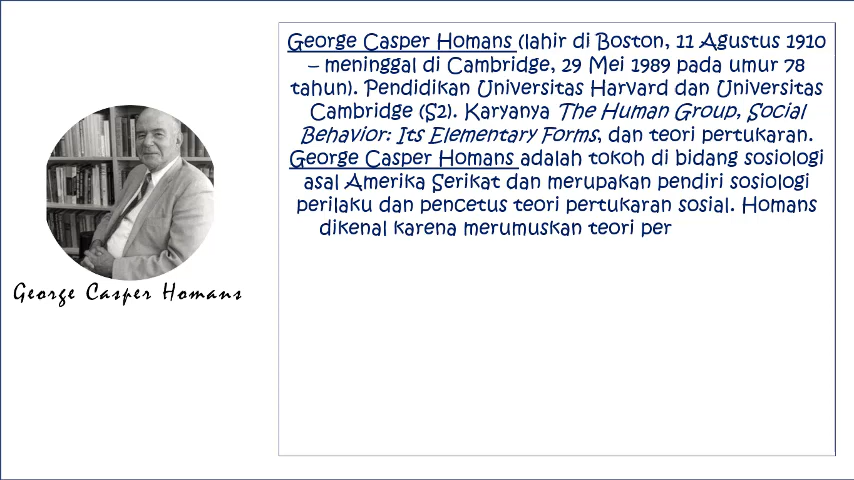 George Casper Homans (lahir di Boston, 11 Agustus 1910
– meninggal di Cambridge, 29 Mei 1989 pada umur 78
tahun). Pendidikan Universitas Harvard dan Universitas
Cambridge (S2). Karyanya The Human Group, Social
Behavior: Its Elementary Forms, dan teori pertukaran.
George Casper Homans adalah tokoh di bidang sosiologi
asal Amerika Serikat dan merupakan pendiri sosiologi
perilaku dan pencetus teori pertukaran sosial. Homans
dikenal karena merumuskan teori per
George Casper Homans